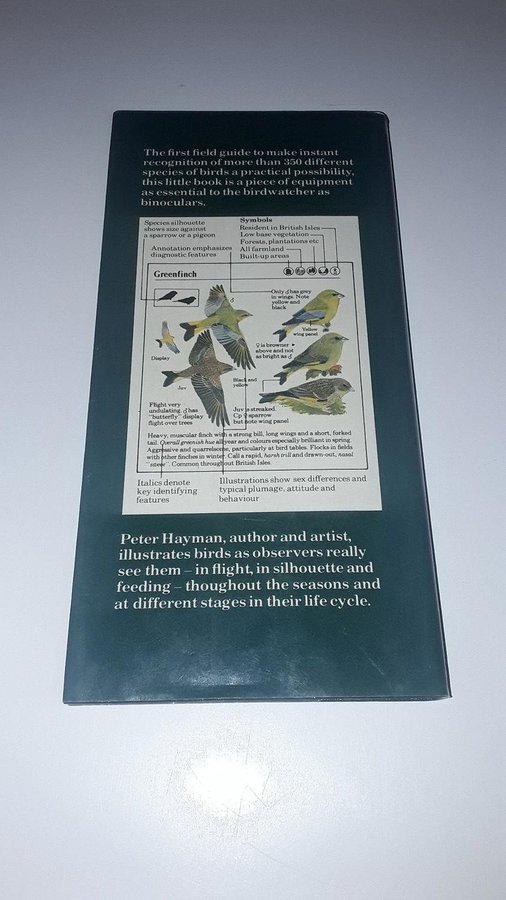 The first field guide to make instant
recognition of more than 350 different
species of birds a practical possibility,
this little book is a piece of equipment
as essential to the birdwatcher as
binoculars.
Species silhouette
shows size against
a sparrow or a pigeon
Annotation emphasizes
diagnostic features
Symbols
Resident in British Isles
Low base vegetation
Forests, plantations etc
All farmland
Built-up areas
Greenfinch
Only ♂ has grey
in wings. Note
yellow and
black
Yellow
wing panel
Display
♀ is browner
above and not
as bright as ♂
Juv
Black and
yellow
Flight very
undulating. ♂ has
"butterfly" display
flight over trees
Juv is streaked.
Cp ♀ sparrow
but note wing panel
Heavy, muscular finch with a strong bill, long wings and a short, forked
tail. Overall greenish hue all year and colours especially brilliant in spring.
Aggressive and quarrelsome, particularly at bird tables. Flocks in fields
with other finches in winter. Call a rapid, harsh trill and drawn-out, nasal
"sweee". Common throughout British Isles.
Italics denote
key identifying
features
Illustrations show sex differences and
typical plumage, attitude and
behaviour
Peter Hayman, author and artist,
illustrates birds as observers really
see them – in flight, in silhouette and
feeding – thoughout the seasons and
at different stages in their life cycle.